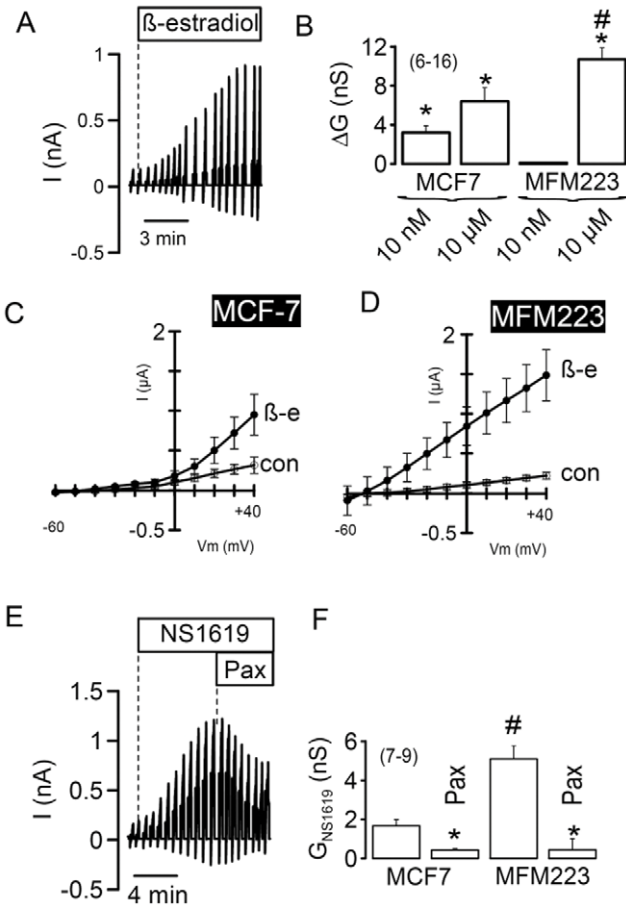 A
ß-estradiol
1
0.5
0
-0.5
I (nA)
3 min
B
12
8
4
0
ΔG (nS)
(6-16)
*
*
#
*
MCF7
MFM223
10 nM
10 µM
10 nM
10 µM
C
MCF-7
2
I (µA)
ß-e
con
-60
+40
-0.5
Vm (mV)
D
MFM223
2
I (µA)
ß-e
con
-60
+40
-0.5
Vm (mV)
E
NS1619
Pax
1.5
1
0.5
0
-0.5
I (nA)
4 min
F
6
4
2
0
GNS1619 (nS)
(7-9)
Pax
*
#
Pax
*
MCF7
MFM223